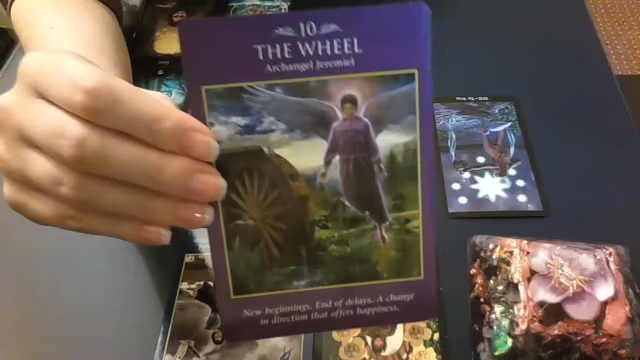 10
THE WHEEL
Archangel Jeremiel
New beginnings. End of delays. A change
in direction that offers happiness.